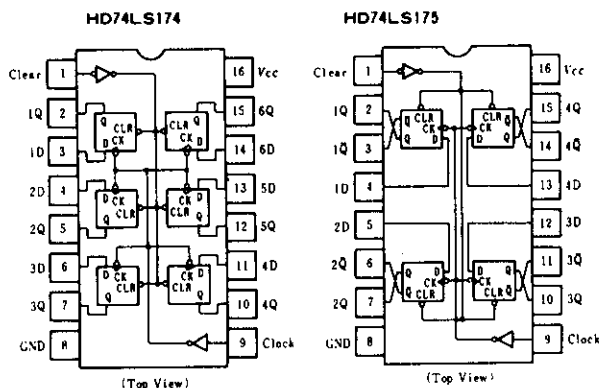 HD74LS174
Clear 1
16 Vcc
1Q 2
15 6Q
1D 3
14 6D
2D 4
13 5D
2Q 5
12 5Q
3D 6
11 4D
3Q 7
10 4Q
GND 8
9 Clock
Q CLR CK D
Q CLR CK D
D CK CLR Q
D CK CLR Q
D CK CLR Q
D CK CLR Q
(Top View)
HD74LS175
Clear 1
16 Vcc
1Q 2
15 4Q
1Q̅ 3
14 4Q̅
1D 4
13 4D
2D 5
12 3D
2Q̅ 6
11 3Q̅
2Q 7
10 3Q
GND 8
9 Clock
Q̅ CLR CK Q D
CLR Q̅ CK D Q
Q D CK Q̅ CLR
D Q CK CLR Q̅
(Top View)